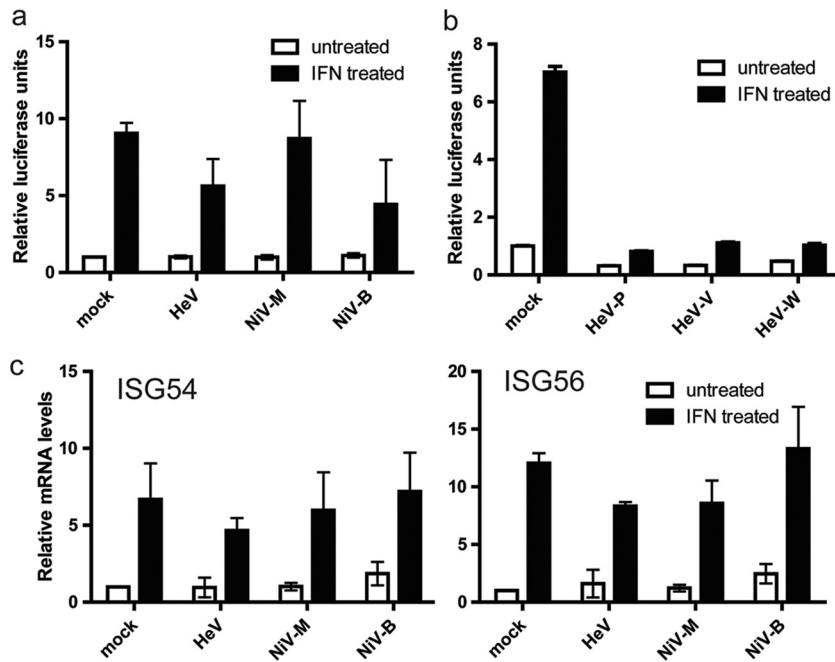 a
15
10
5
0
Relative luciferase units
untreated
IFN treated
mock
HeV
NiV-M
NiV-B
b
8
6
4
2
0
Relative luciferase units
untreated
IFN treated
mock
HeV-P
HeV-V
HeV-W
c
ISG54
15
10
5
0
Relative mRNA levels
mock
HeV
NiV-M
NiV-B
ISG56
20
15
10
5
0
untreated
IFN treated
mock
HeV
NiV-M
NiV-B